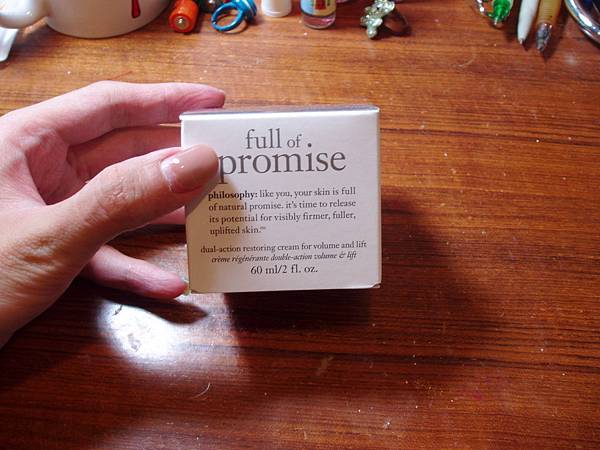 full of
promise
philosophy: like you, your skin is full
of natural promise. it's time to release
its potential for visibly firmer, fuller,
uplifted skin.™
dual-action restoring cream for volume and lift
crème régénérante double-action volume & lift
60 ml/2 fl. oz.